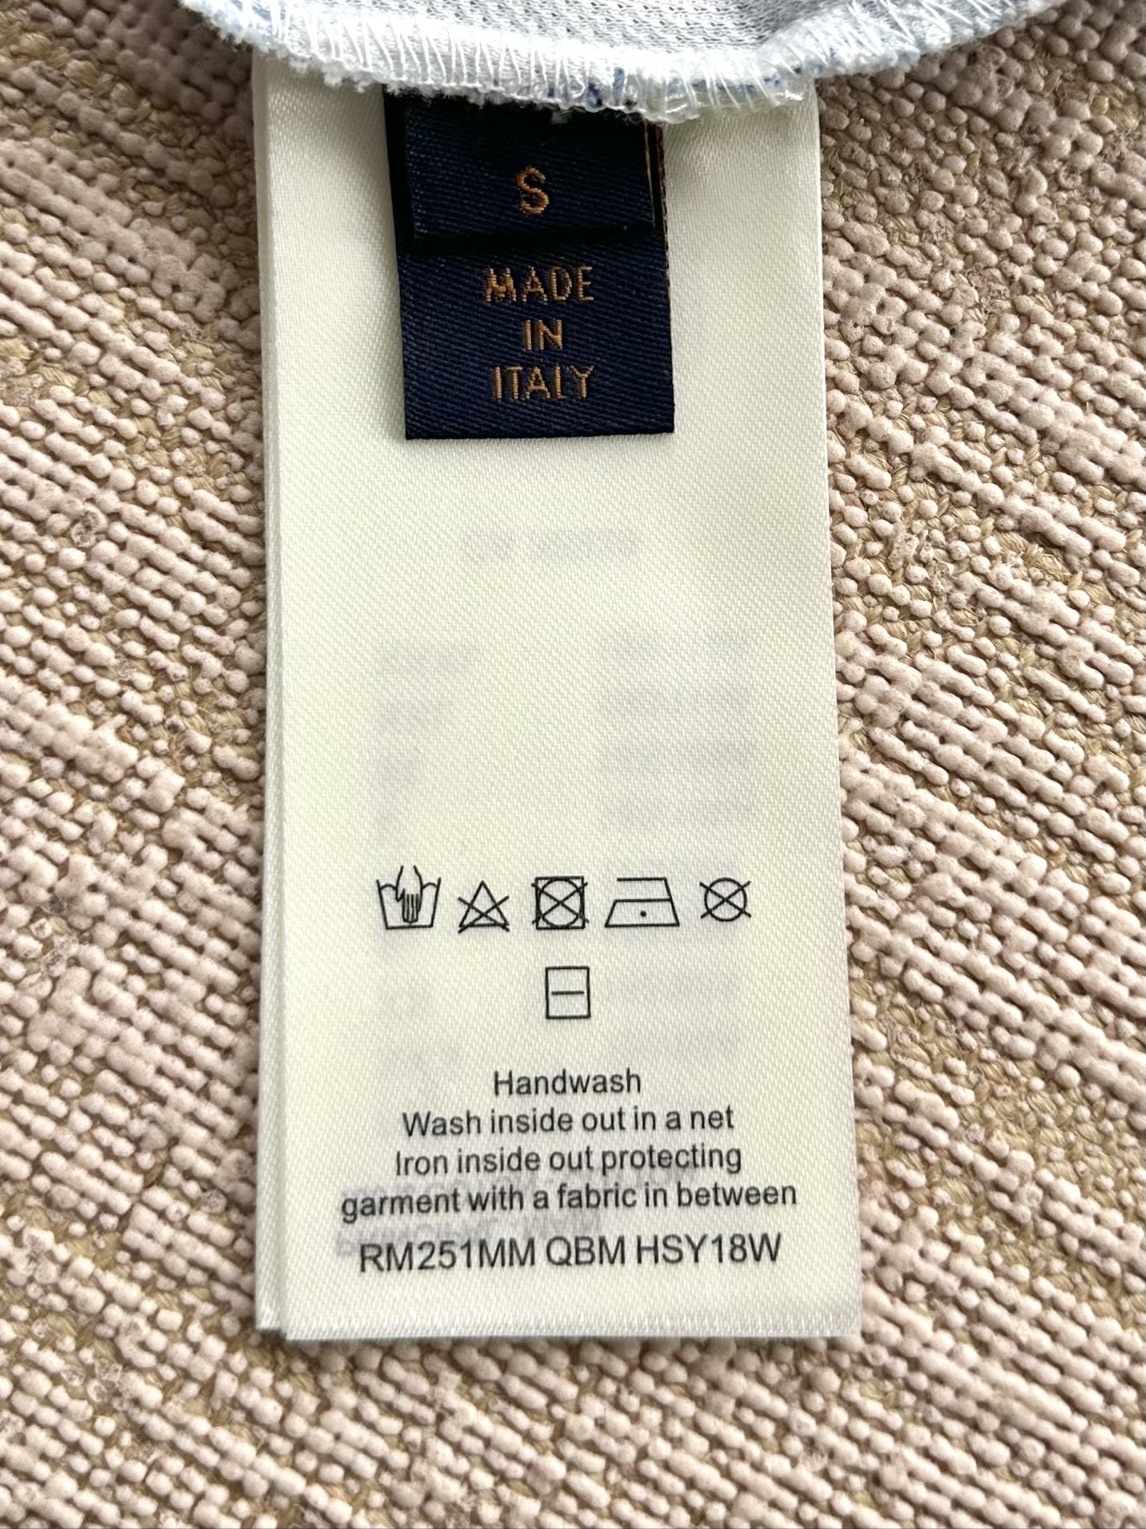 S
MADE
IN
ITALY
Handwash
Wash inside out in a net
Iron inside out protecting
garment with a fabric in between
RM251MM QBM HSY18W